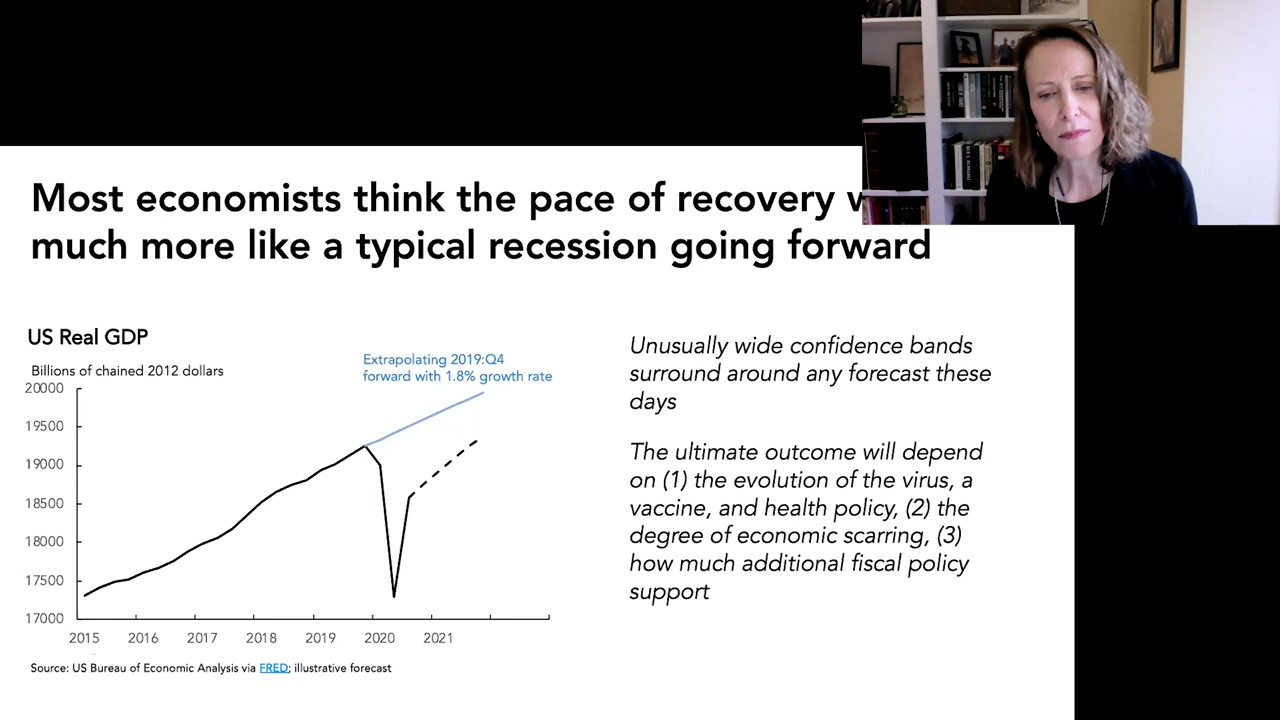 Most economists think the pace of recovery
much more like a typical recession going forward
US Real GDP
Billions of chained 2012 dollars
Extrapolating 2019:Q4
forward with 1.8% growth rate
20000
19500
19000
18500
18000
17500
17000
2015 2016 2017 2018 2019 2020 2021
Source: US Bureau of Economic Analysis via FRED; illustrative forecast
Unusually wide confidence bands
surround around any forecast these
days
The ultimate outcome will depend
on (1) the evolution of the virus, a
vaccine, and health policy, (2) the
degree of economic scarring, (3)
how much additional fiscal policy
support